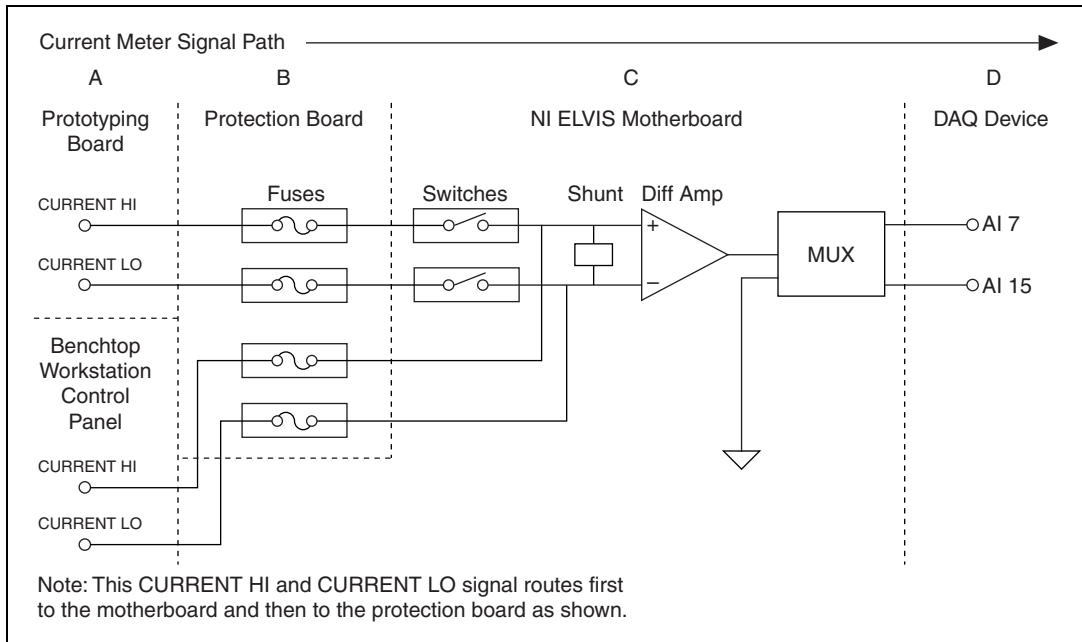 Current Meter Signal Path
A
B
C
D
Prototyping
Board
Protection Board
NI ELVIS Motherboard
DAQ Device
Fuses
Switches
Shunt
Diff Amp
CURRENT HI
CURRENT LO
+
−
MUX
AI 7
AI 15
Benchtop
Workstation
Control
Panel
CURRENT HI
CURRENT LO
Note: This CURRENT HI and CURRENT LO signal routes first
to the motherboard and then to the protection board as shown.